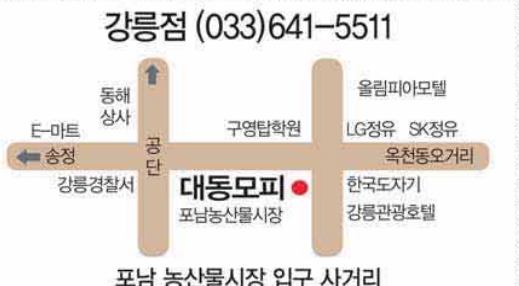 강릉점 (033)641-5511
올림피아모텔
동해
상사
E-마트
구영탑학원
LG정유 SK정유
공단
송정
옥천동오거리
강릉경찰서
대동모피
한국도자기
포남농산물시장
강릉관광호텔
포남 농산물시장 입구 사거리